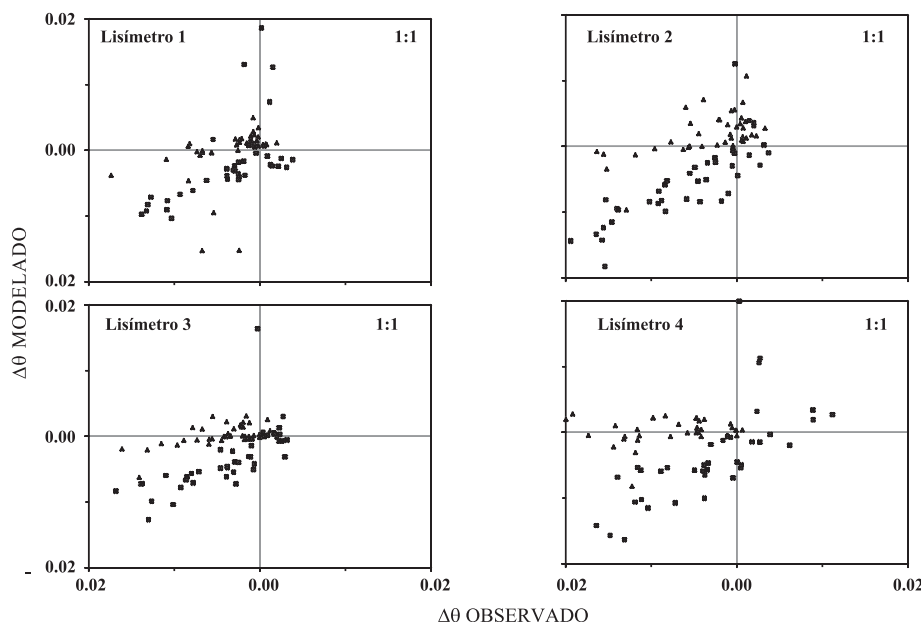 0.02
Lisímetro 1 1:1
Lisímetro 2 1:1
0.00
0.02
0.02
Lisímetro 3 1:1
Lisímetro 4 1:1
0.00
0.02
-
0.02 0.00 0.02
0.02 0.00 0.02
Δθ MODELADO
Δθ OBSERVADO